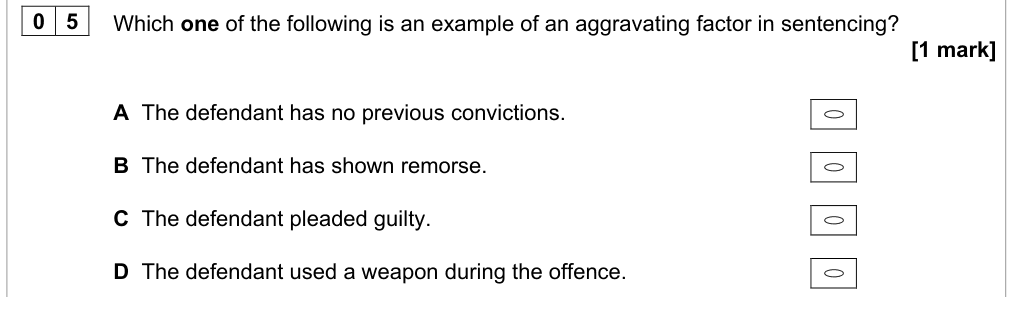 0 5 Which one of the following is an example of an aggravating factor in sentencing?
[1 mark]
A The defendant has no previous convictions.
B The defendant has shown remorse.
C The defendant pleaded guilty.
D The defendant used a weapon during the offence.